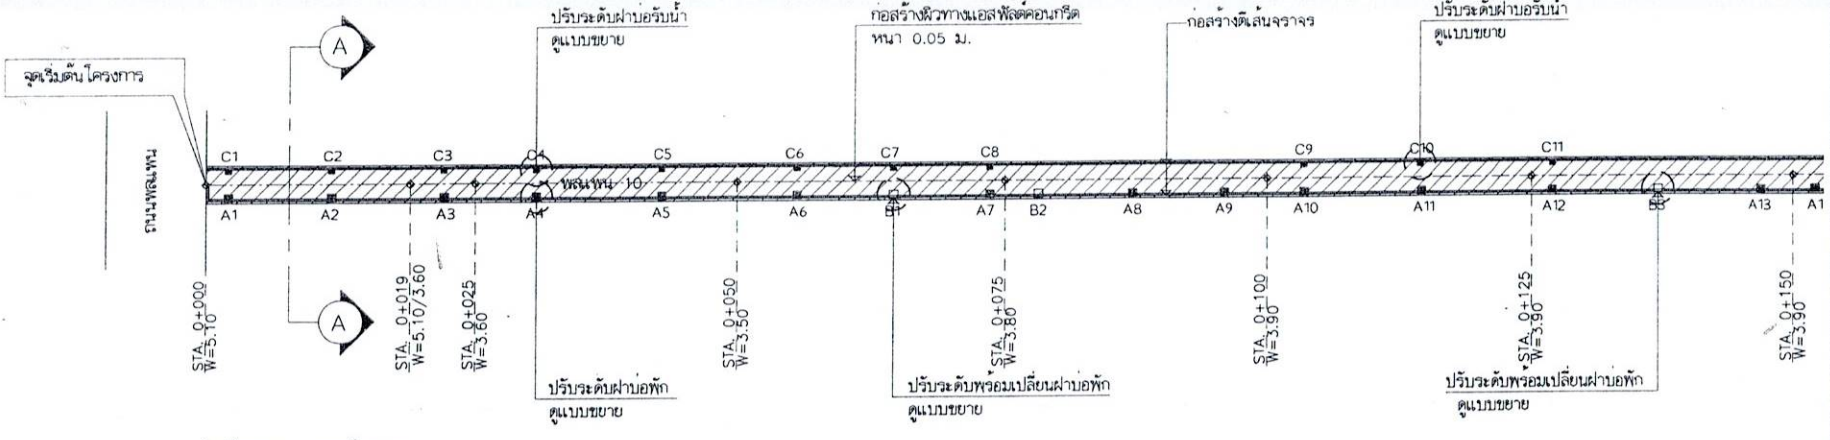 ปรับระดับฝาบ่อรับน้ำ
ดูแบบขยาย
ก่อสร้างผิวทางแอสฟัลต์คอนกรีต
หนา 0.05 ม.
ก่อสร้างตีเส้นจราจร
ปรับระดับฝาบ่อรับน้ำ
ดูแบบขยาย
A
จุดเริ่มต้นโครงการ
C1 C2 C3 C4 C5 C6 C7 C8 C9 C10 C11
ถนนพลแพน
พลแพน 10
A1 A2 A3 A4 A5 A6 B1 A7 B2 A8 A9 A10 A11 A12 B3 A13 A1
STA. 0+000
W=5.10
STA. 0+019
W=5.10/3.60
STA. 0+025
W=3.60
STA. 0+050
W=3.50
STA. 0+075
W=3.80
STA. 0+100
W=3.90
STA. 0+125
W=3.90
STA. 0+150
W=3.90
A
ปรับระดับฝาบ่อพัก
ดูแบบขยาย
ปรับระดับพร้อมเปลี่ยนฝาบ่อพัก
ดูแบบขยาย
ปรับระดับพร้อมเปลี่ยนฝาบ่อพัก
ดูแบบขยาย